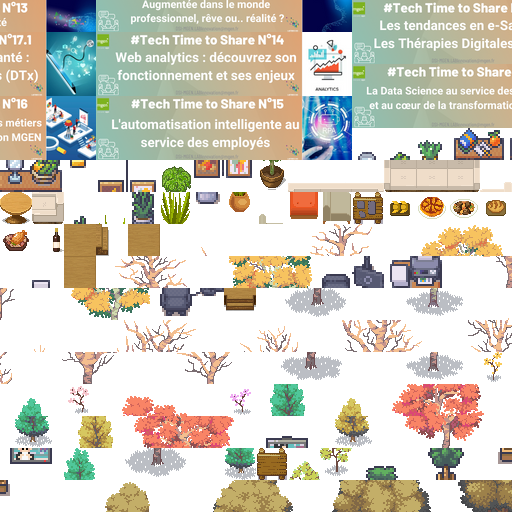 N°13
té
N°17.1
anté :
s (DTx)
N°16
s métiers
on MGEN
Augmentée dans le monde
professionnel, rêve ou.. réalité ?
#Tech Time to Share N°14
Web analytics : découvrez son
fonctionnement et ses enjeux
#Tech Time to Share N°15
L'automatisation intelligente au
service des employés
ANALYTICS
#Tech Time to Share N
Les tendances en e-Sa
Les Thérapies Digitales
#Tech Time to Share
La Data Science au service des
et au cœur de la transformatio